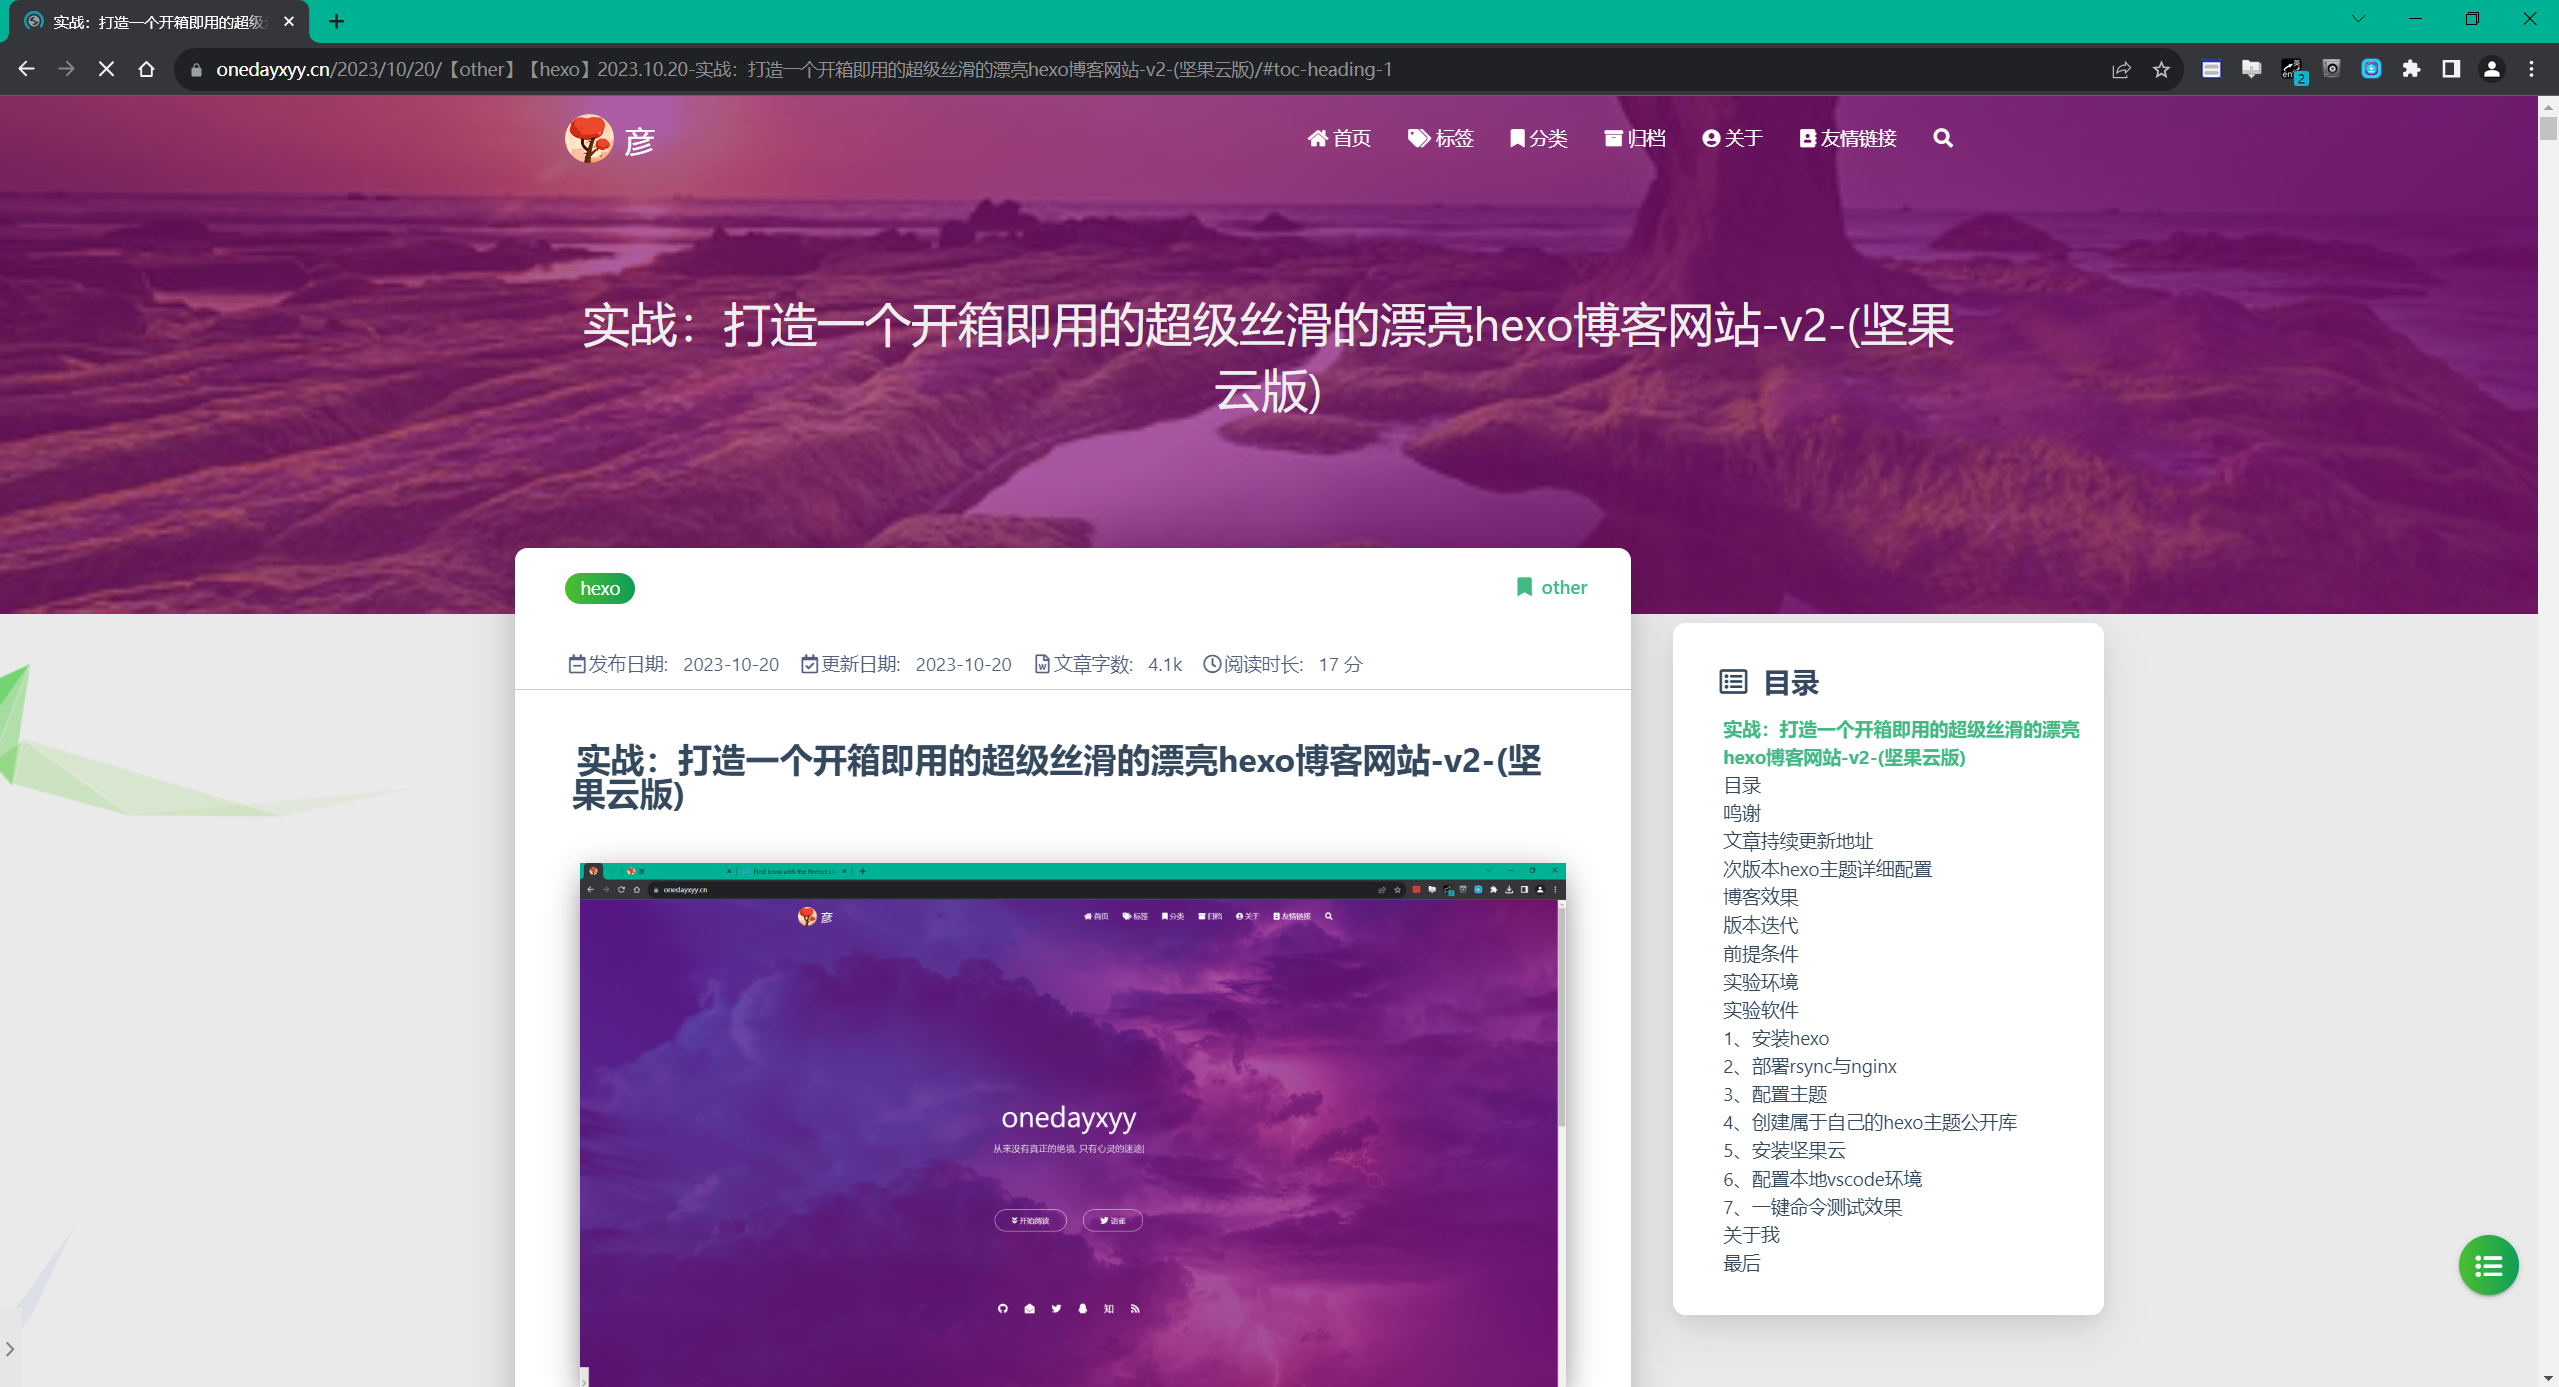 实战：打造一个开箱即用的超级丝
onedayxyy.cn/2023/10/20/【other】【hexo】2023.10.20-实战：打造一个开箱即用的超级丝滑的漂亮hexo博客网站-v2-(坚果云版)/#toc-heading-1
2
彦
首页 标签 分类 归档 关于 友情链接
实战：打造一个开箱即用的超级丝滑的漂亮hexo博客网站-v2-(坚果
云版)
hexo
other
发布日期: 2023-10-20 更新日期: 2023-10-20 文章字数: 4.1k 阅读时长: 17 分
实战：打造一个开箱即用的超级丝滑的漂亮hexo博客网站-v2-(坚
果云版)
彦
Find Icons with the Perfect Lo
onedayxyy.cn
彦
首页 标签 分类 归档 关于 友情链接
onedayxyy
从来没有真正的绝境, 只有心灵的迷途|
开始阅读 语雀
知
目录
实战：打造一个开箱即用的超级丝滑的漂亮
hexo博客网站-v2-(坚果云版)
目录
鸣谢
文章持续更新地址
次版本hexo主题详细配置
博客效果
版本迭代
前提条件
实验环境
实验软件
1、安装hexo
2、部署rsync与nginx
3、配置主题
4、创建属于自己的hexo主题公开库
5、安装坚果云
6、配置本地vscode环境
7、一键命令测试效果
关于我
最后